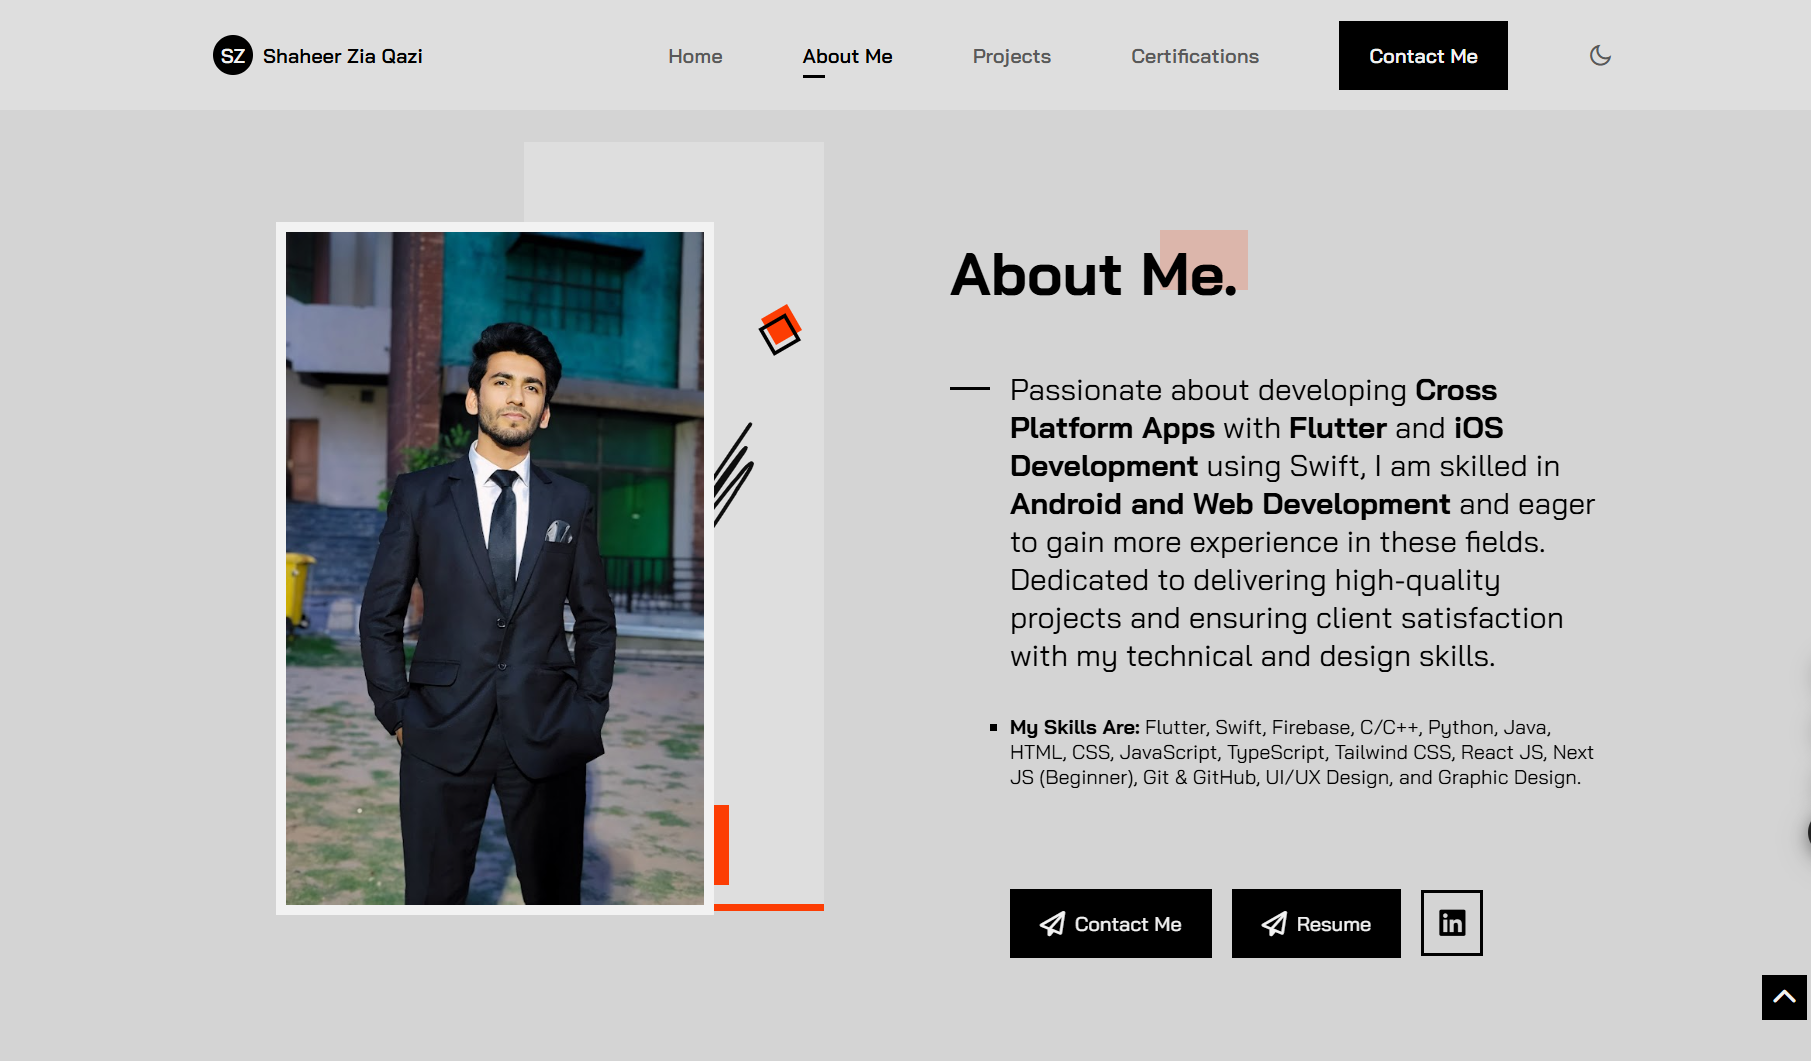 SZ Shaheer Zia Qazi
Home
About Me
Projects
Certifications
Contact Me
About Me.
Passionate about developing Cross
Platform Apps with Flutter and iOS
Development using Swift, I am skilled in
Android and Web Development and eager
to gain more experience in these fields.
Dedicated to delivering high-quality
projects and ensuring client satisfaction
with my technical and design skills.
My Skills Are: Flutter, Swift, Firebase, C/C++, Python, Java,
HTML, CSS, JavaScript, TypeScript, Tailwind CSS, React JS, Next
JS (Beginner), Git & GitHub, UI/UX Design, and Graphic Design.
Contact Me
Resume
in